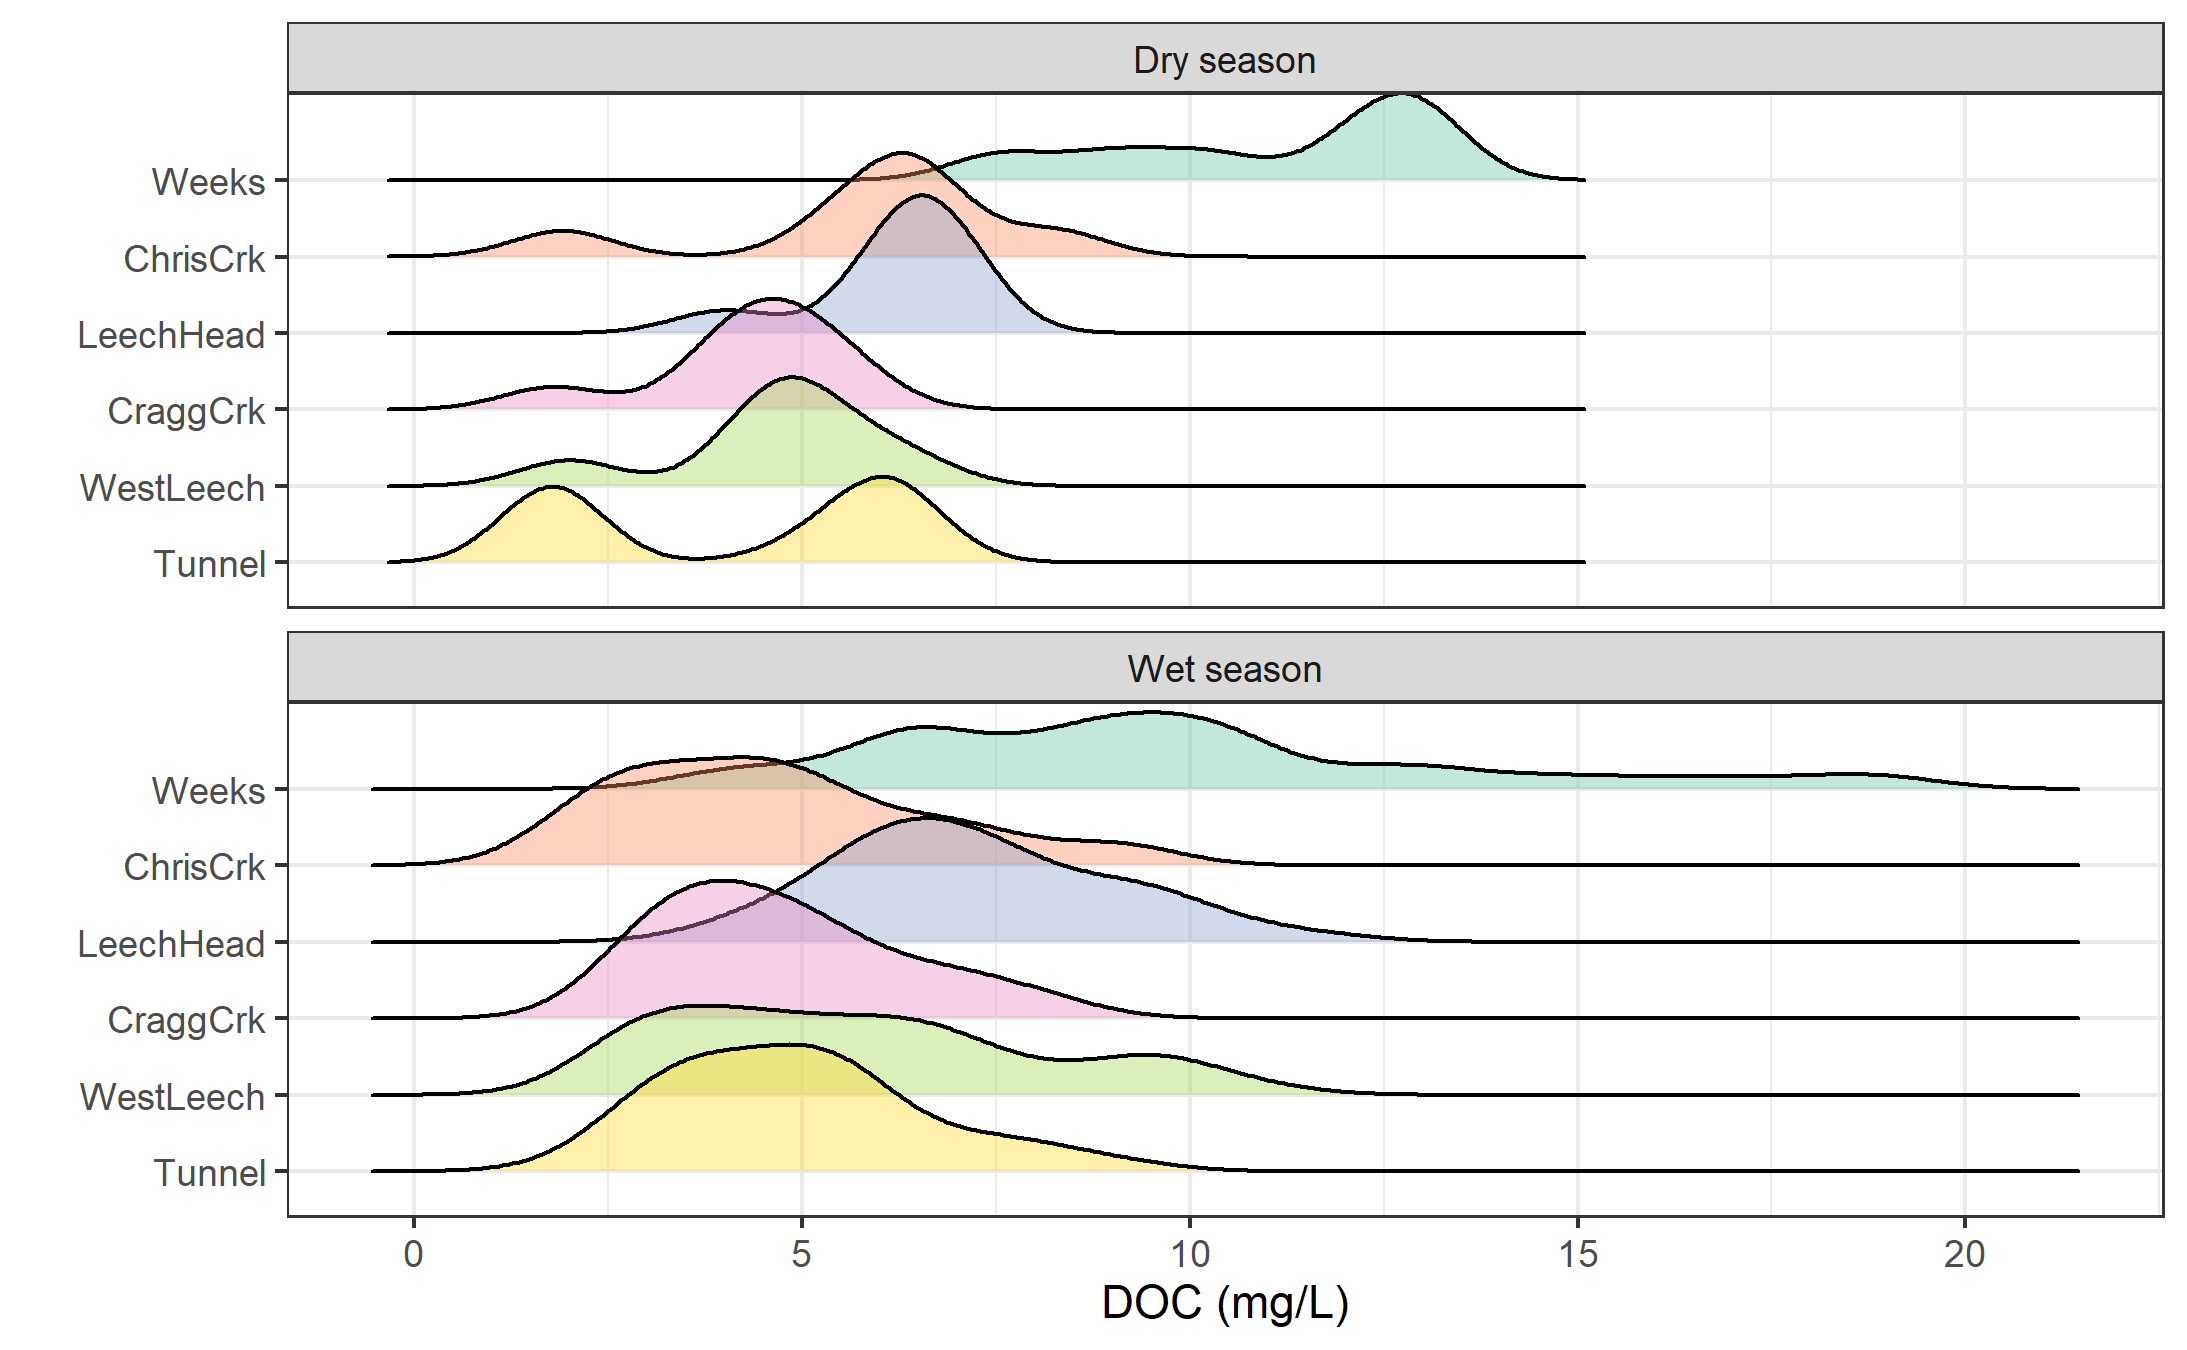 Dry season
Weeks
ChrisCrk
LeechHead
CraggCrk
WestLeech
Tunnel
Wet season
Weeks
ChrisCrk
LeechHead
CraggCrk
WestLeech
Tunnel
0 5 10 15 20
DOC (mg/L)